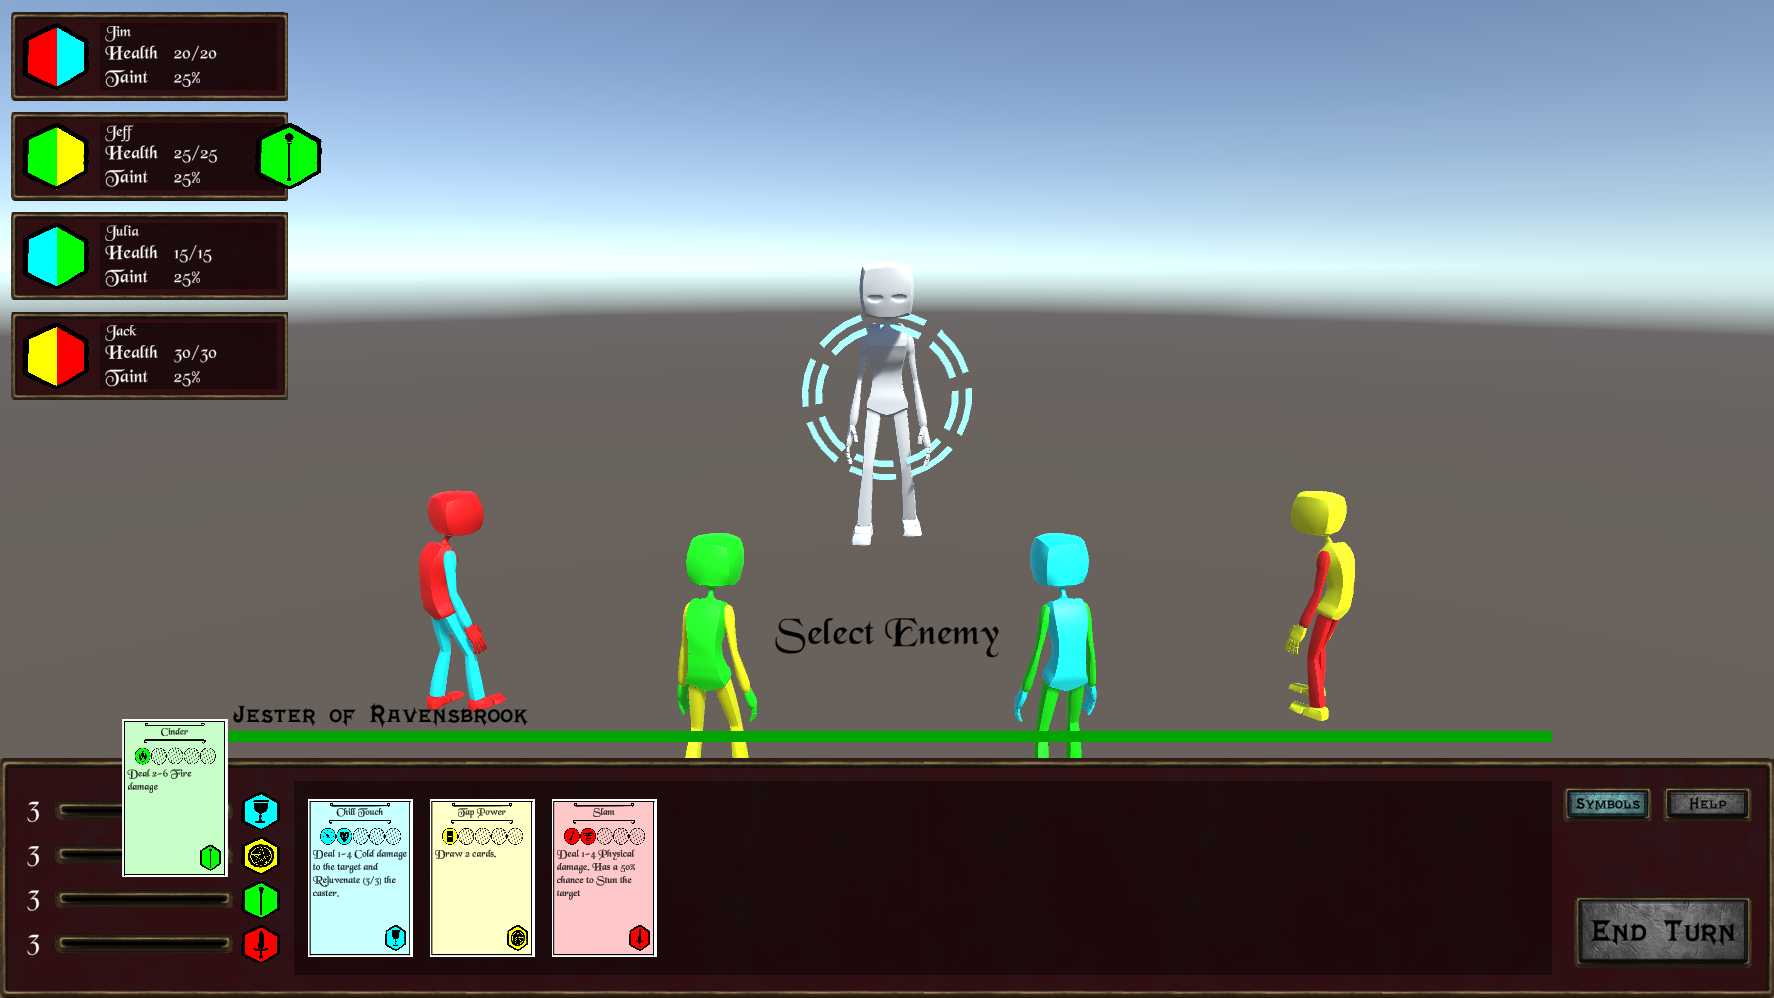 Jim
Health 20/20
Taint 25%
Jeff
Health 25/25
Taint 25%
Julia
Health 15/15
Taint 25%
Jack
Health 30/30
Taint 25%
Select Enemy
Jester of Ravensbrook
Cinder
Deal 2-6 Fire
damage
3
3
3
3
Chill Touch
Deal 1-4 Cold damage
to the target and
Rejuvenate (3/3) the
caster.
Tap Power
Draw 2 cards.
Slam
Deal 1-4 Physical
damage. Has a 50%
chance to Stun the
target
Symbols
Help
End Turn